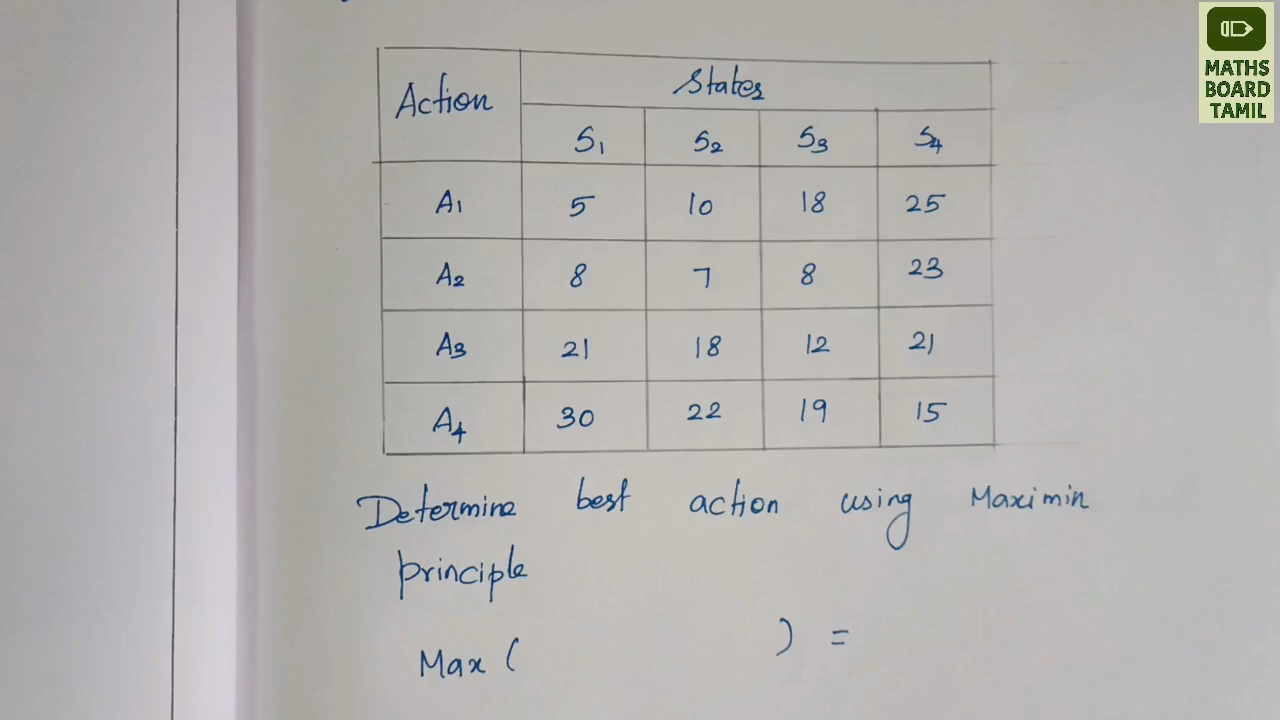 Action States
S1 S2 S3 S4
A1 5 10 18 25
A2 8 7 8 23
A3 21 18 12 21
A4 30 22 19 15
Determine best action using Maximin
principle
Max ( ) =
MATHS
BOARD
TAMIL